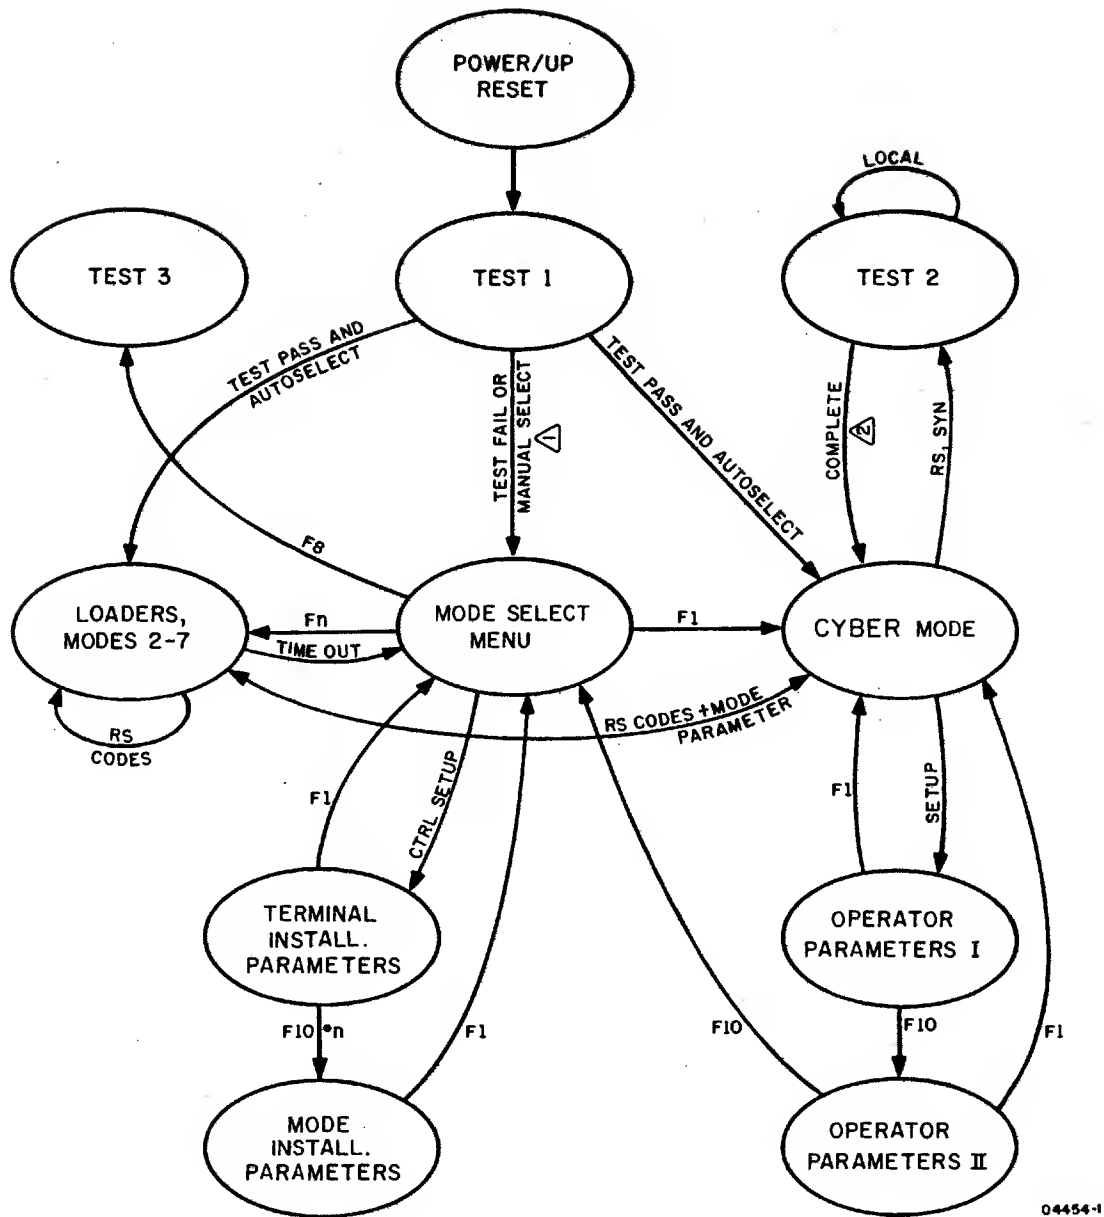 POWER/UP
RESET
LOCAL
TEST 3
TEST 1
TEST 2
TEST PASS AND
AUTOSELECT
TEST FAIL OR
MANUAL SELECT
1
TEST PASS AND AUTOSELECT
COMPLETE
2
RS, SYN
F8
LOADERS,
MODES 2-7
Fn
TIME OUT
MODE SELECT
MENU
F1
CYBER MODE
RS
CODES
RS CODES +MODE
PARAMETER
F1
CTRL SETUP
F1
SETUP
TERMINAL
INSTALL.
PARAMETERS
OPERATOR
PARAMETERS I
F10 •n
F1
F10
F10
F1
MODE
INSTALL.
PARAMETERS
OPERATOR
PARAMETERS II
04454-1